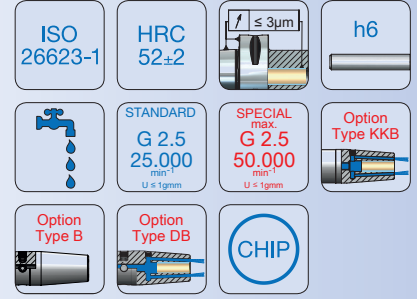 ISO
26623-1
HRC
52±2
↗ ≤ 3µm
h6
STANDARD
G 2.5
25.000
min-1
U ≤ 1gmm
SPECIAL
max.
G 2.5
50.000
min-1
U ≤ 1gmm
Option
Type KKB
Option
Type B
Option
Type DB
CHIP